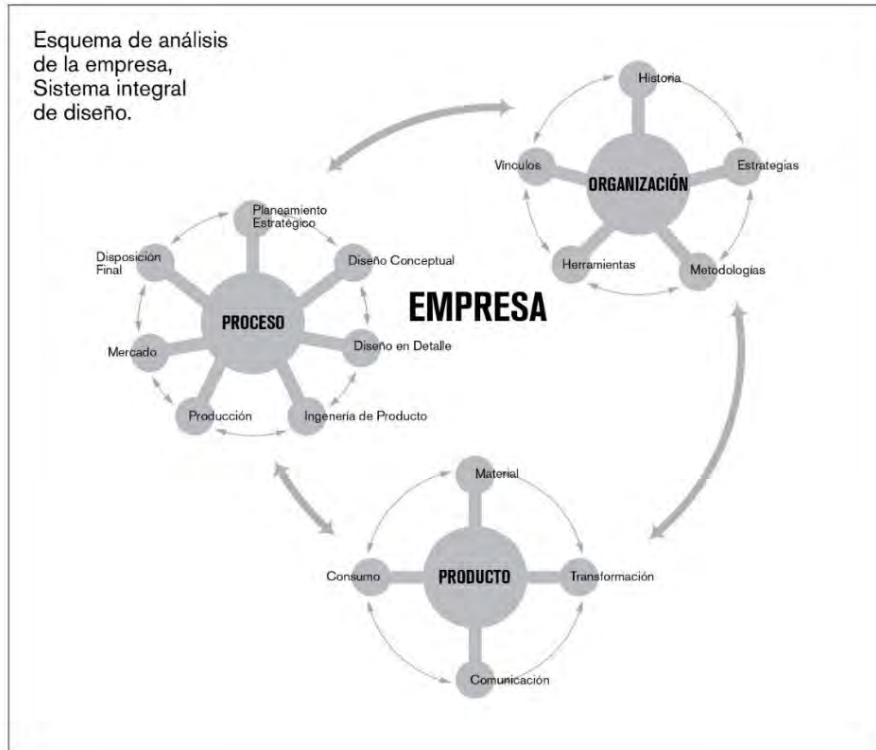 Esquema de análisis
de la empresa,
Sistema integral
de diseño.
Historia
Vínculos
Estrategias
ORGANIZACIÓN
Herramientas
Metodologías
Planeamiento
Estratégico
Disposición
Final
Diseño Conceptual
EMPRESA
PROCESO
Mercado
Diseño en Detalle
Producción
Ingenería de Producto
Material
Consumo
PRODUCTO
Transformación
Comunicación